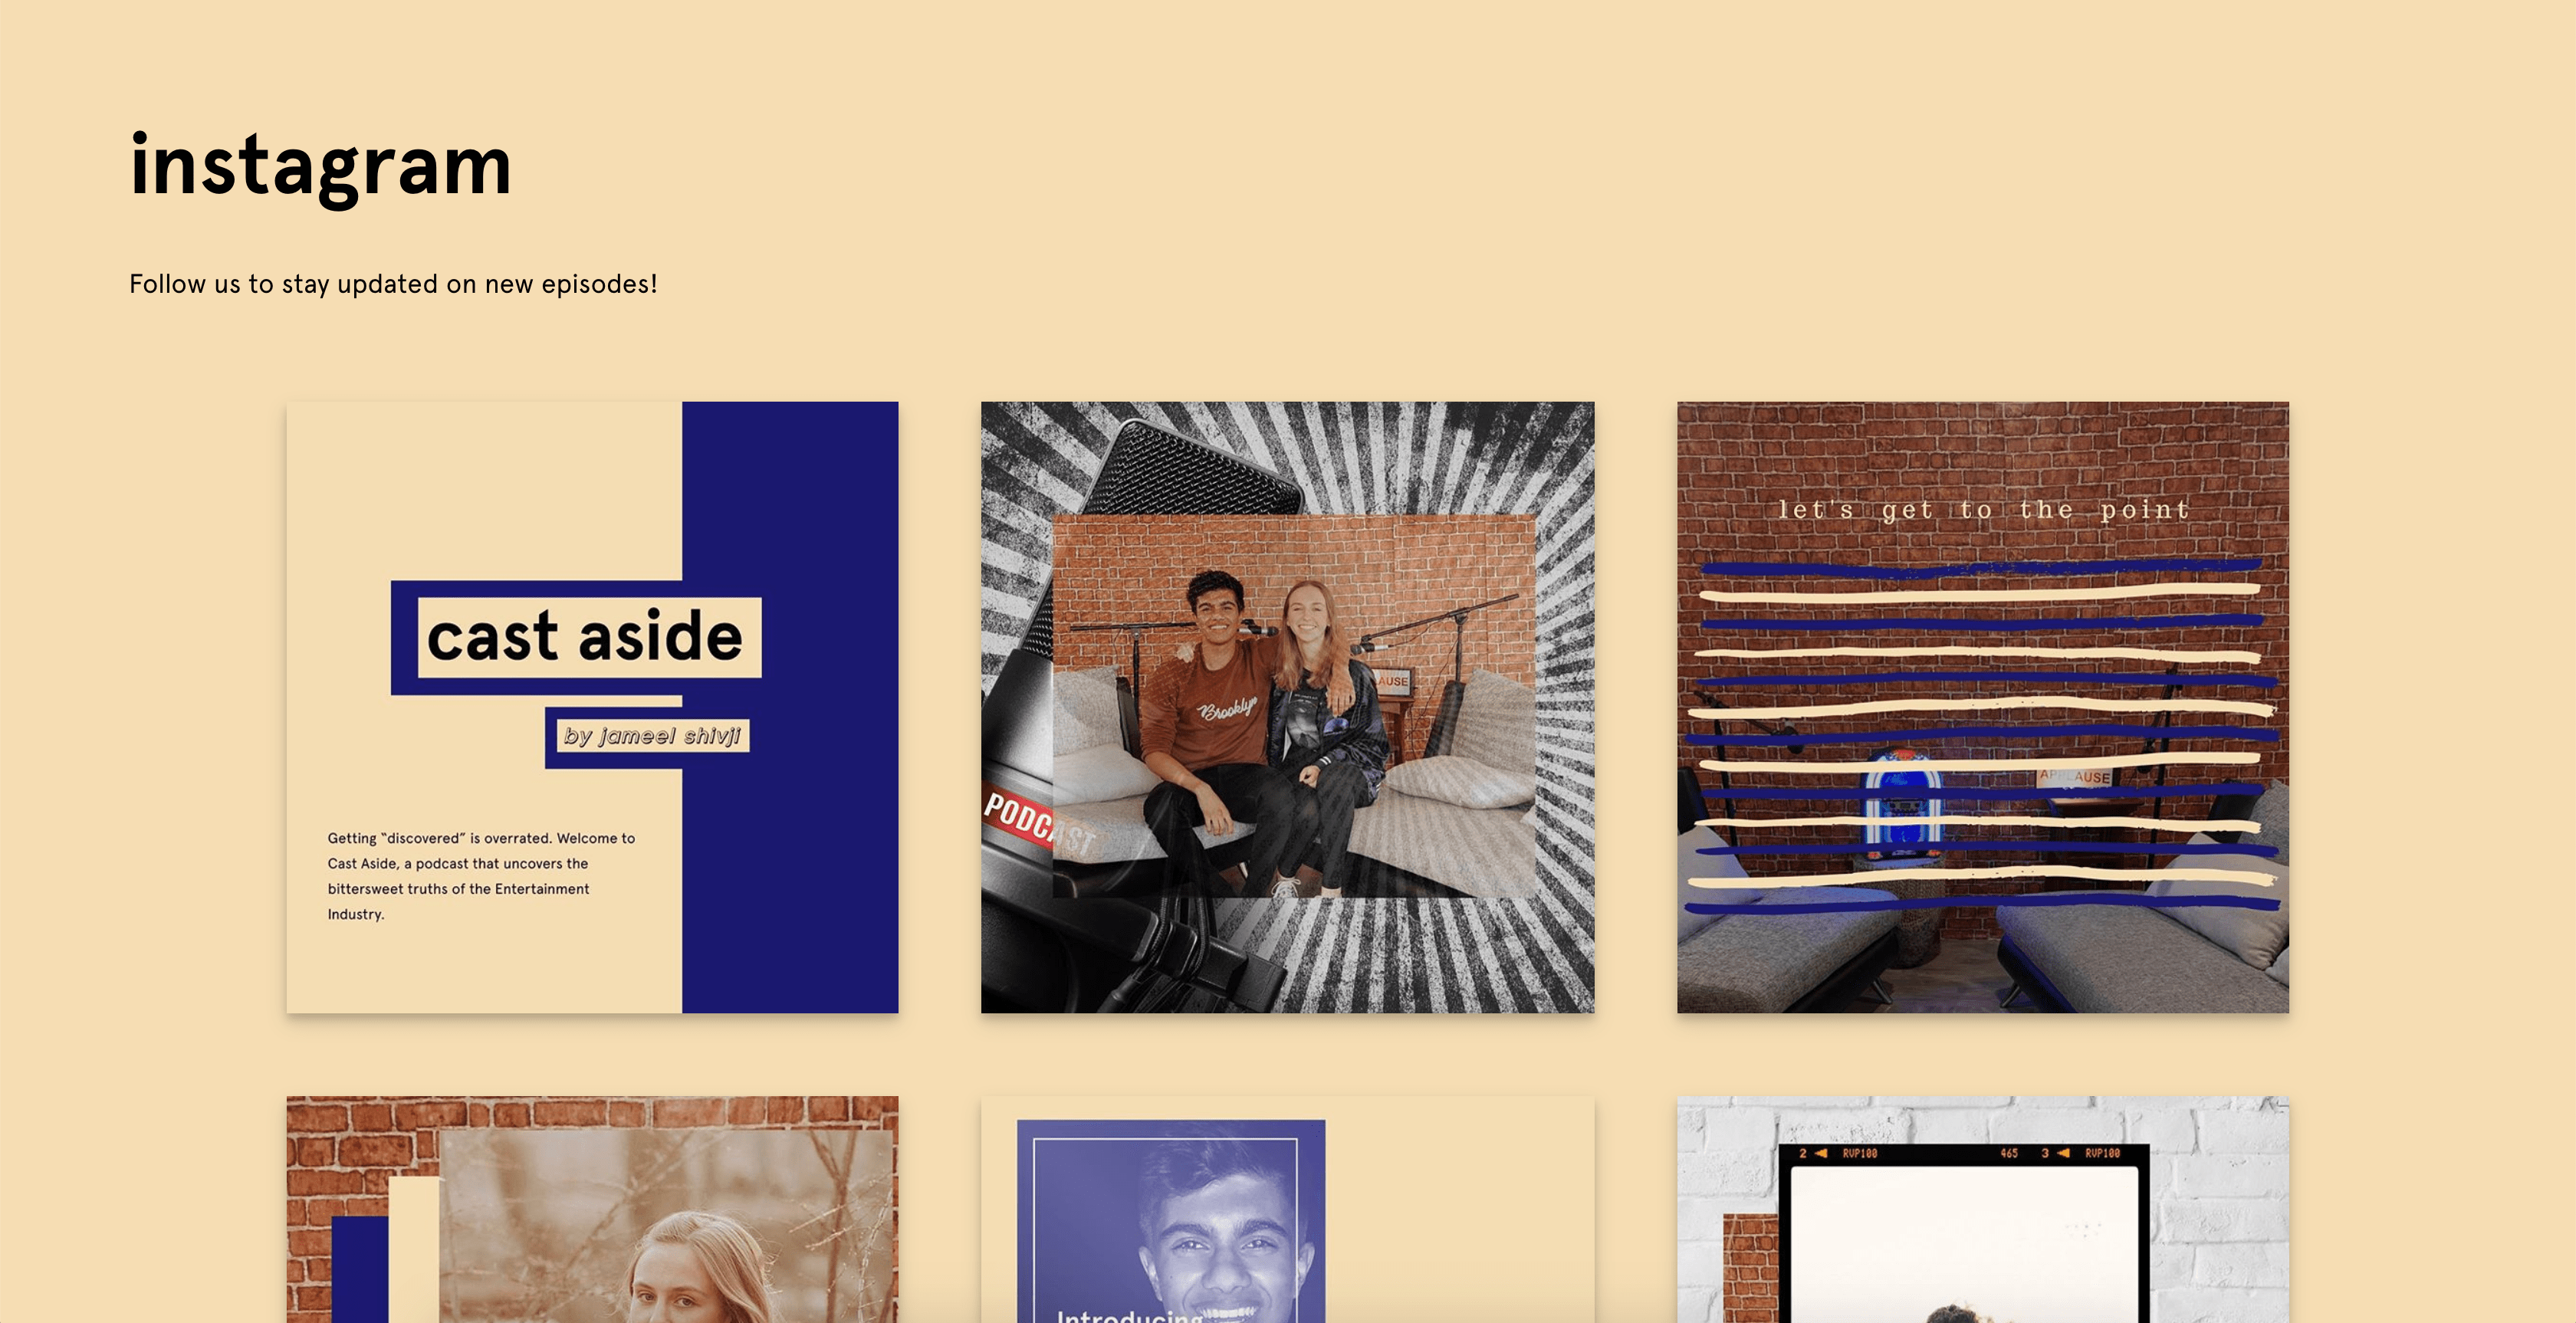 instagram
Follow us to stay updated on new episodes!
cast aside
by jameel shivji
Getting “discovered” is overrated. Welcome to
Cast Aside, a podcast that uncovers the
bittersweet truths of the Entertainment
Industry.
Brooklyn
AUSE
PODCAST
let's get to the point
APPLAUSE
Introducing
2 RVP100 465 3 RVP100